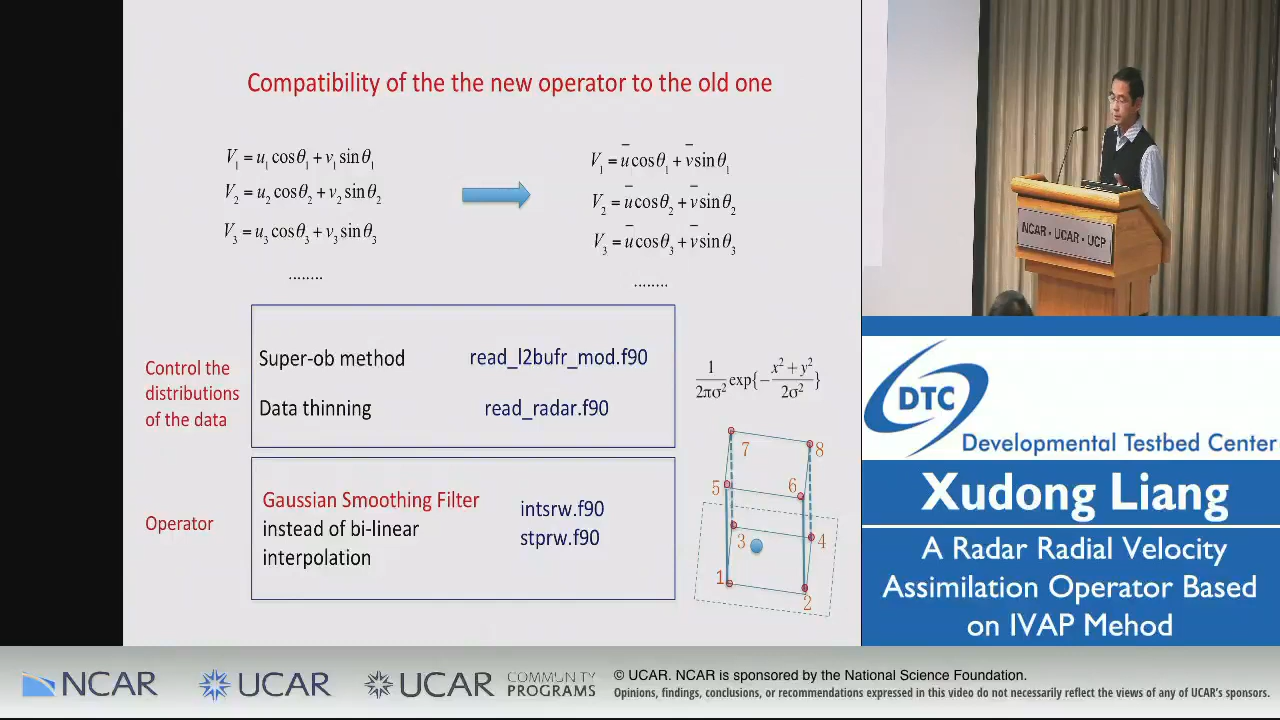 Compatibility of the the new operator to the old one
V₁ = u₁ cosθ₁ + v₁ sinθ₁
V₂ = u₂ cosθ₂ + v₂ sinθ₂
V₃ = u₃ cosθ₃ + v₃ sinθ₃
........
V₁ = u̅cosθ₁ + v̅sinθ₁
V₂ = u̅cosθ₂ + v̅sinθ₂
V₃ = u̅cosθ₃ + v̅sinθ₃
........
Control the
distributions
of the data
Super-ob method read_l2bufr_mod.f90
Data thinning read_radar.f90
1/2πσ² exp{−x²+y²/2σ²}
Operator
Gaussian Smoothing Filter
instead of bi-linear
interpolation
intsrw.f90
stprw.f90
7 8
5 6
3 4
1 2
NCAR · UCAR · UCP
DTC
Developmental Testbed Center
Xudong Liang
A Radar Radial Velocity
Assimilation Operator Based
on IVAP Mehod
NCAR
UCAR
UCAR
COMMUNITY
PROGRAMS
© UCAR. NCAR is sponsored by the National Science Foundation.
Opinions, findings, conclusions, or recommendations expressed in this video do not necessarily reflect the views of any of UCAR's sponsors.